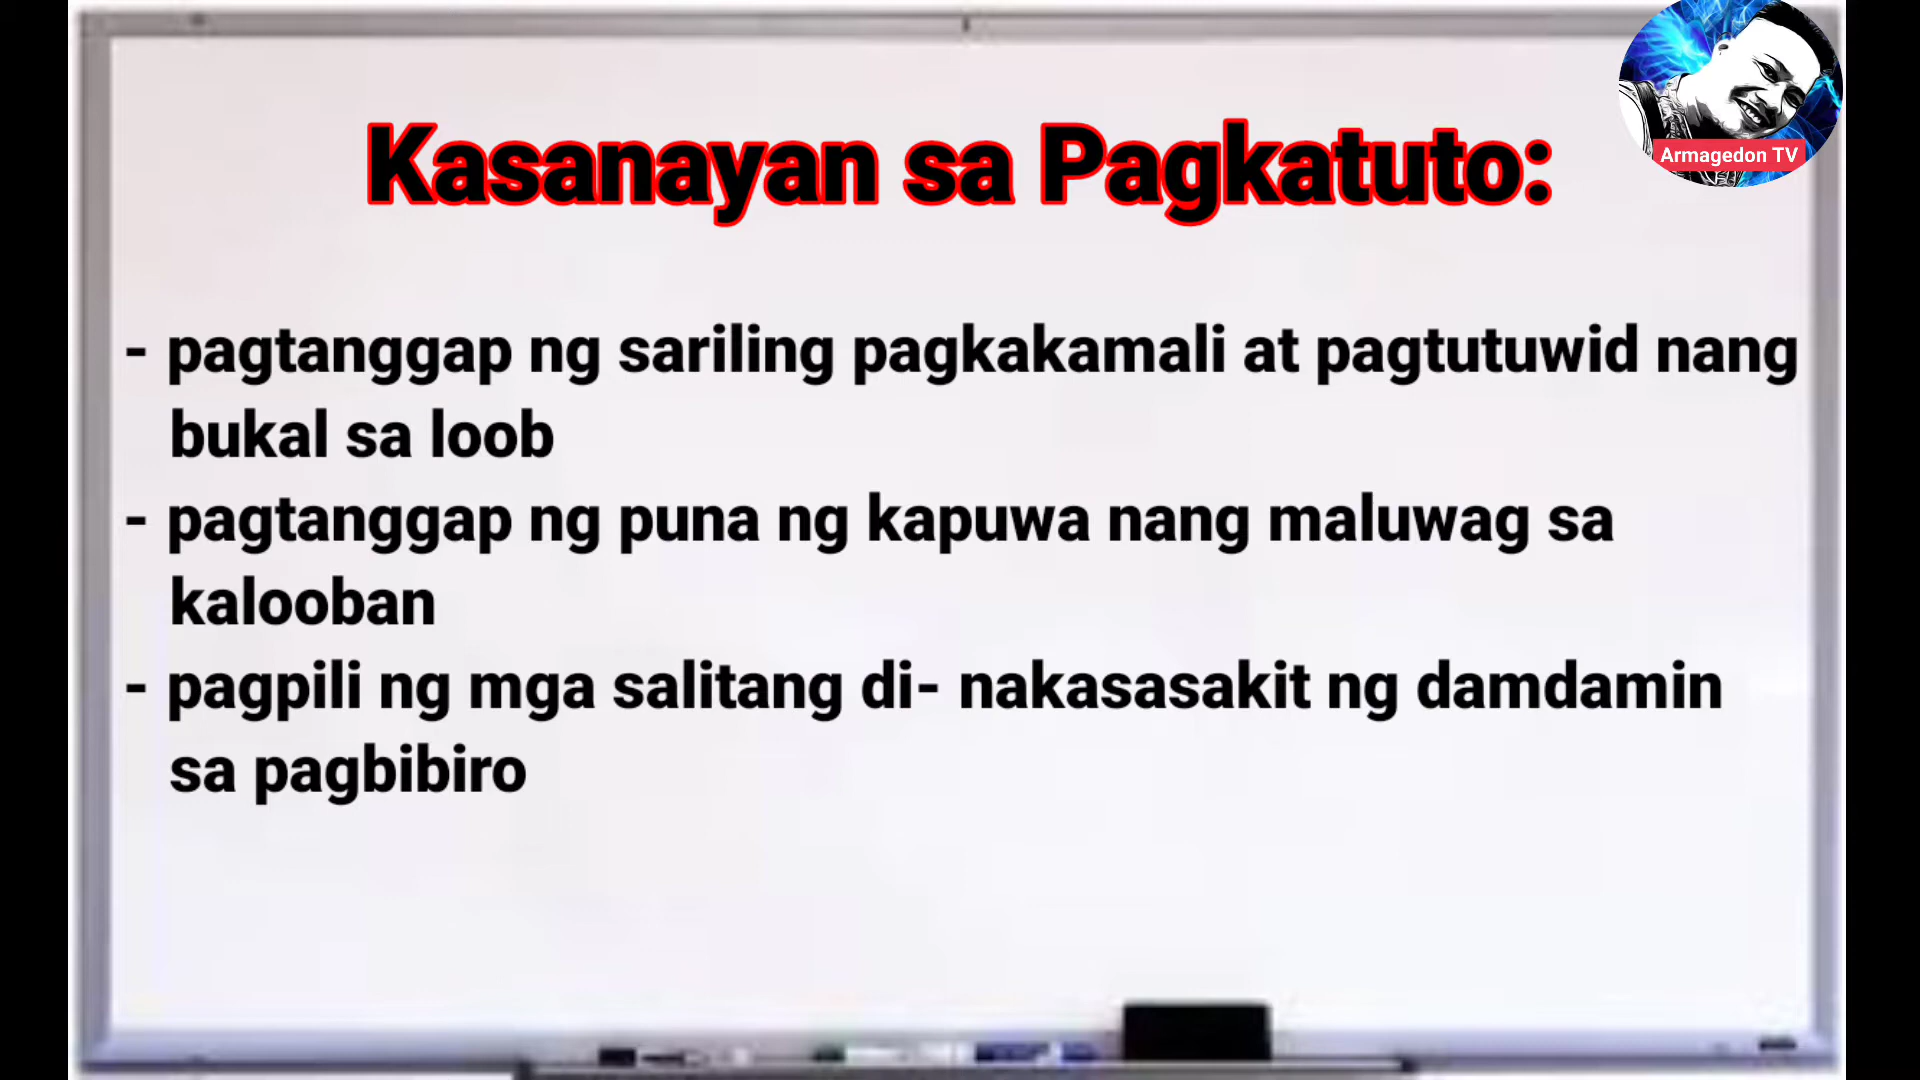 Armagedon TV
Kasanayan sa Pagkatuto:
- pagtanggap ng sariling pagkakamali at pagtutuwid nang
bukal sa loob
- pagtanggap ng puna ng kapuwa nang maluwag sa
kalooban
- pagpili ng mga salitang di- nakasasakit ng damdamin
sa pagbibiro